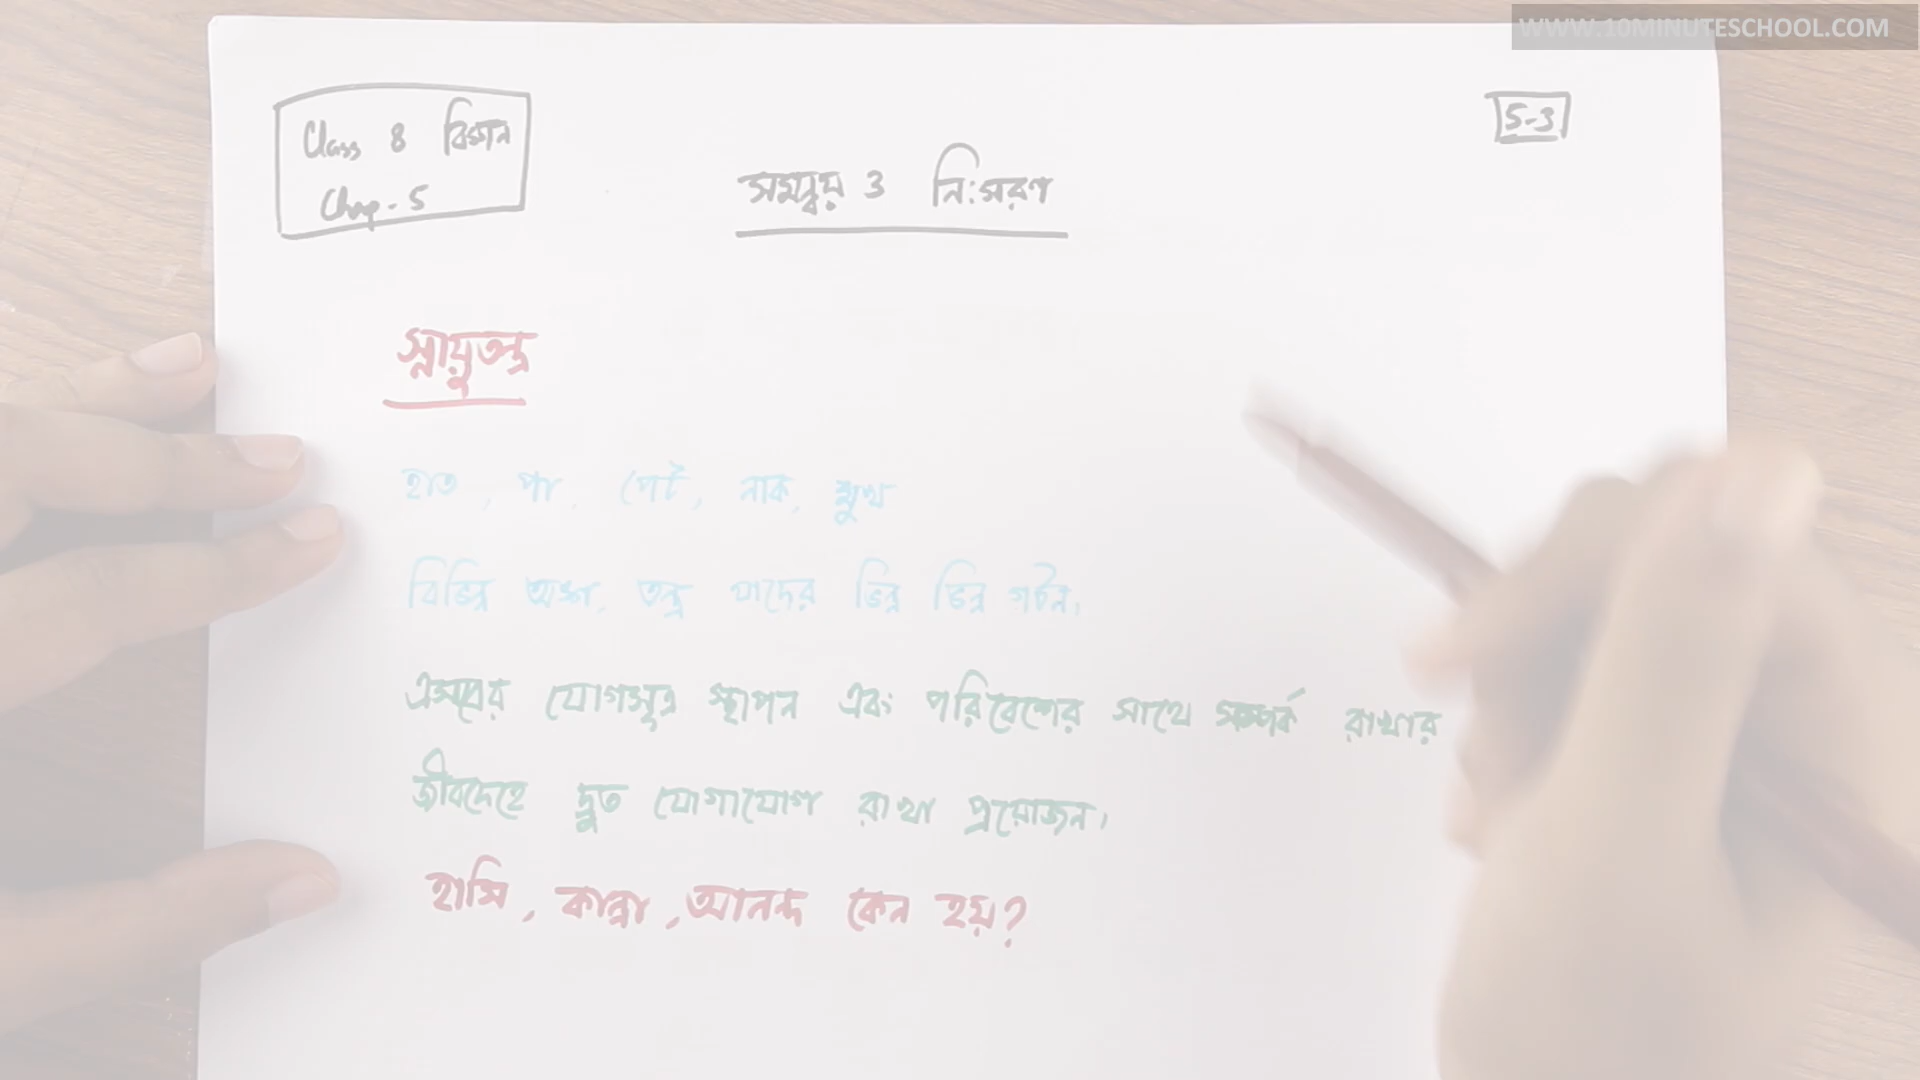 WWW.10MINUTESCHOOL.COM
Class 8 বিজ্ঞান
Chap - 5
5-3
সমন্বয় ও নিঃসরণ
স্নায়ুতন্ত্র
হাত, পা, পেট, নাক, মুখ
বিভিন্ন অঙ্গ, তন্ত্র যাদের ভিন্ন ভিন্ন গঠন।
এসবের যোগসূত্র স্থাপন এবং পরিবেশের সাথে সম্পর্ক রাখার
জীবদেহে দ্রুত যোগাযোগ রাখা প্রয়োজন।
হাসি, কান্না, আনন্দ কেন হয়?